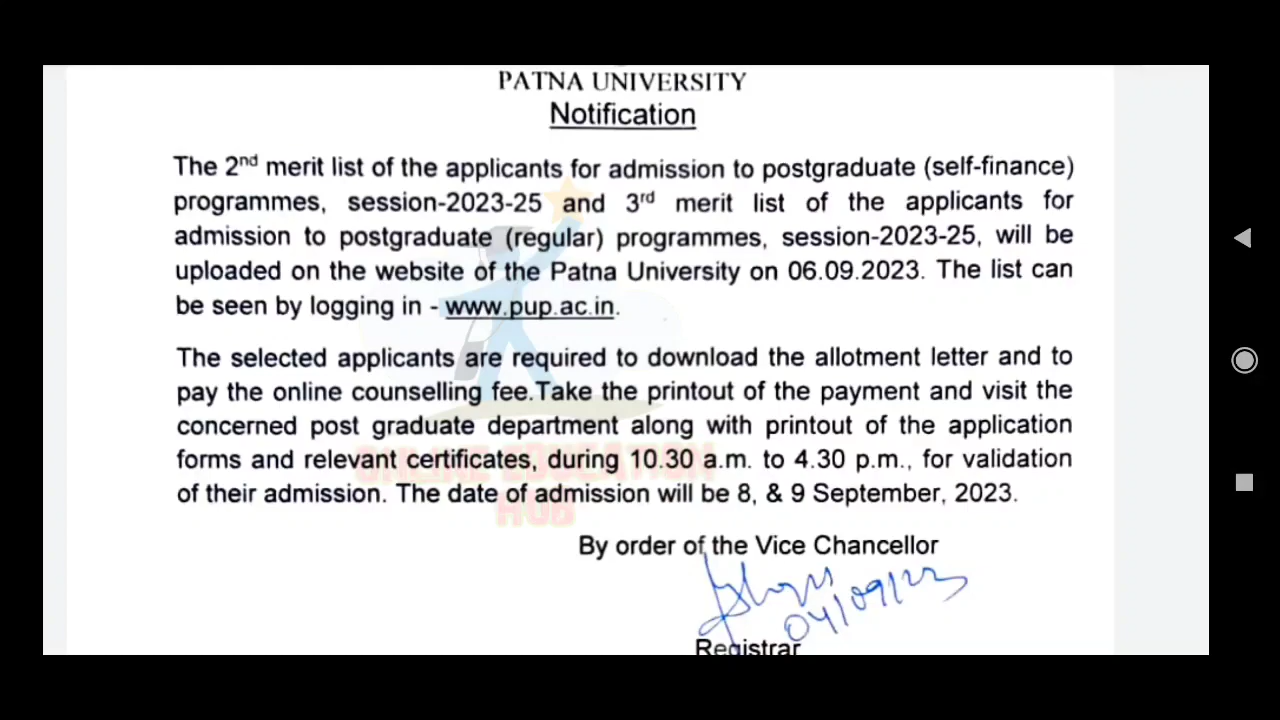 PATNA UNIVERSITY
Notification
The 2nd merit list of the applicants for admission to postgraduate (self-finance)
programmes, session-2023-25 and 3rd merit list of the applicants for
admission to postgraduate (regular) programmes, session-2023-25, will be
uploaded on the website of the Patna University on 06.09.2023. The list can
be seen by logging in - www.pup.ac.in.
The selected applicants are required to download the allotment letter and to
pay the online counselling fee.Take the printout of the payment and visit the
concerned post graduate department along with printout of the application
forms and relevant certificates, during 10.30 a.m. to 4.30 p.m., for validation
of their admission. The date of admission will be 8, & 9 September, 2023.
ONLINE EDUCATION
HUB
By order of the Vice Chancellor
04/09/23
Registrar